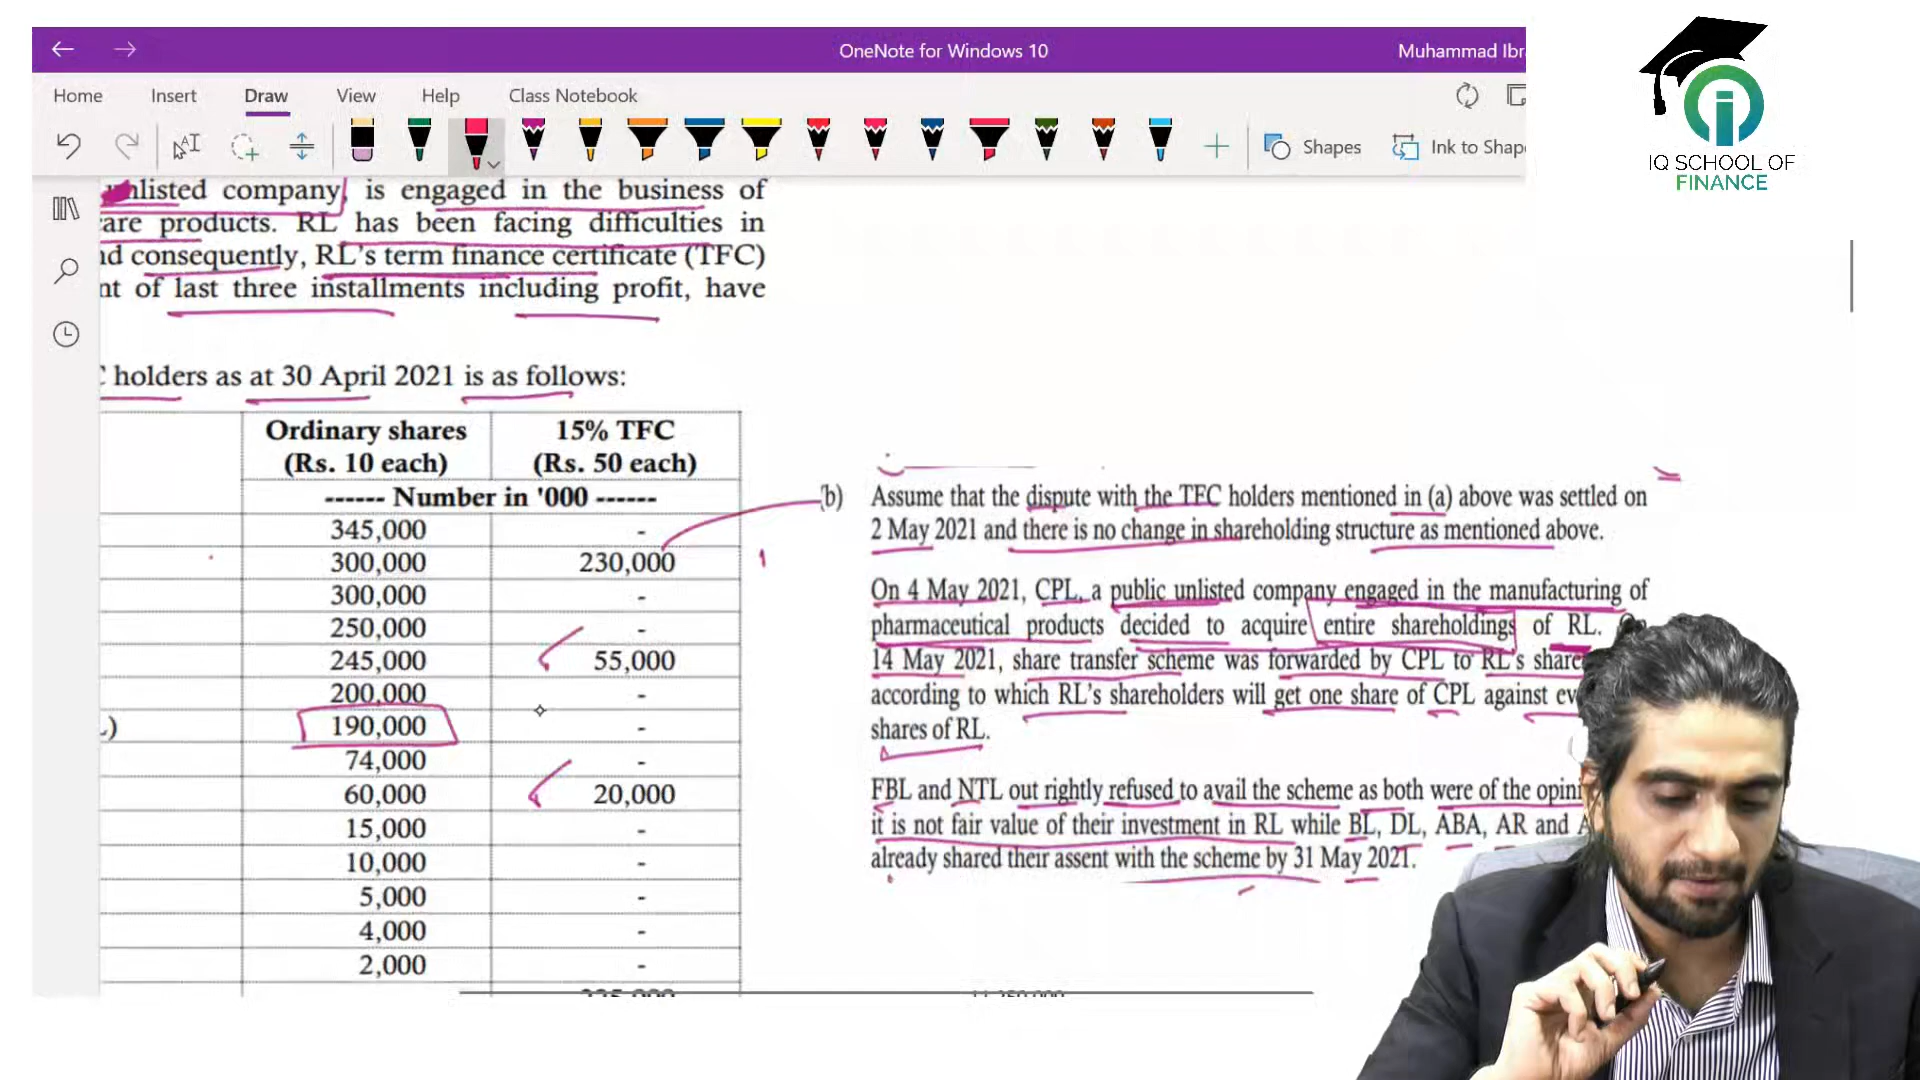 OneNote for Windows 10
Muhammad Ibr
Home Insert Draw View Help Class Notebook
Shapes
Ink to Shap
IQ SCHOOL OF
FINANCE
nlisted company, is engaged in the business of
are products. RL has been facing difficulties in
nd consequently, RL's term finance certificate (TFC)
nt of last three installments including profit, have
holders as at 30 April 2021 is as follows:
Ordinary shares (Rs. 10 each) 15% TFC (Rs. 50 each)
------ Number in '000 ------
345,000 -
300,000 230,000
300,000 -
250,000 -
245,000 55,000
200,000 -
190,000 -
74,000 -
60,000 20,000
15,000 -
10,000 -
5,000 -
4,000 -
2,000 -
(b) Assume that the dispute with the TFC holders mentioned in (a) above was settled on
2 May 2021 and there is no change in shareholding structure as mentioned above.
On 4 May 2021, CPL, a public unlisted company engaged in the manufacturing of
pharmaceutical products decided to acquire entire shareholdings of RL.
14 May 2021, share transfer scheme was forwarded by CPL to RL's share
according to which RL's shareholders will get one share of CPL against ev
shares of RL.
FBL and NTL out rightly refused to avail the scheme as both were of the opini
it is not fair value of their investment in RL while BL, DL, ABA, AR and
already shared their assent with the scheme by 31 May 2021.